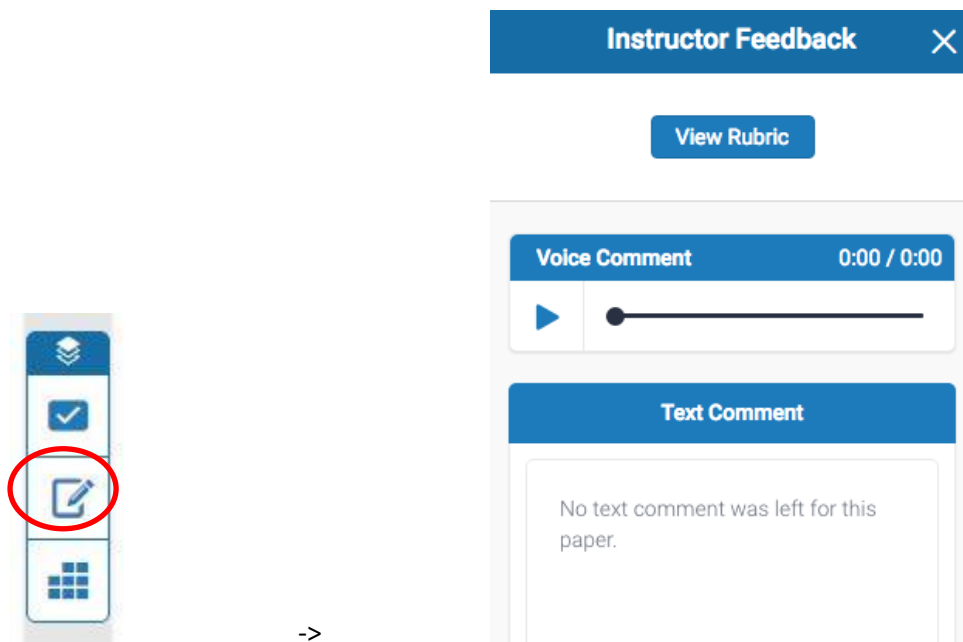 Instructor Feedback
View Rubric
Voice Comment 0:00 / 0:00
Text Comment
No text comment was left for this
paper.
->